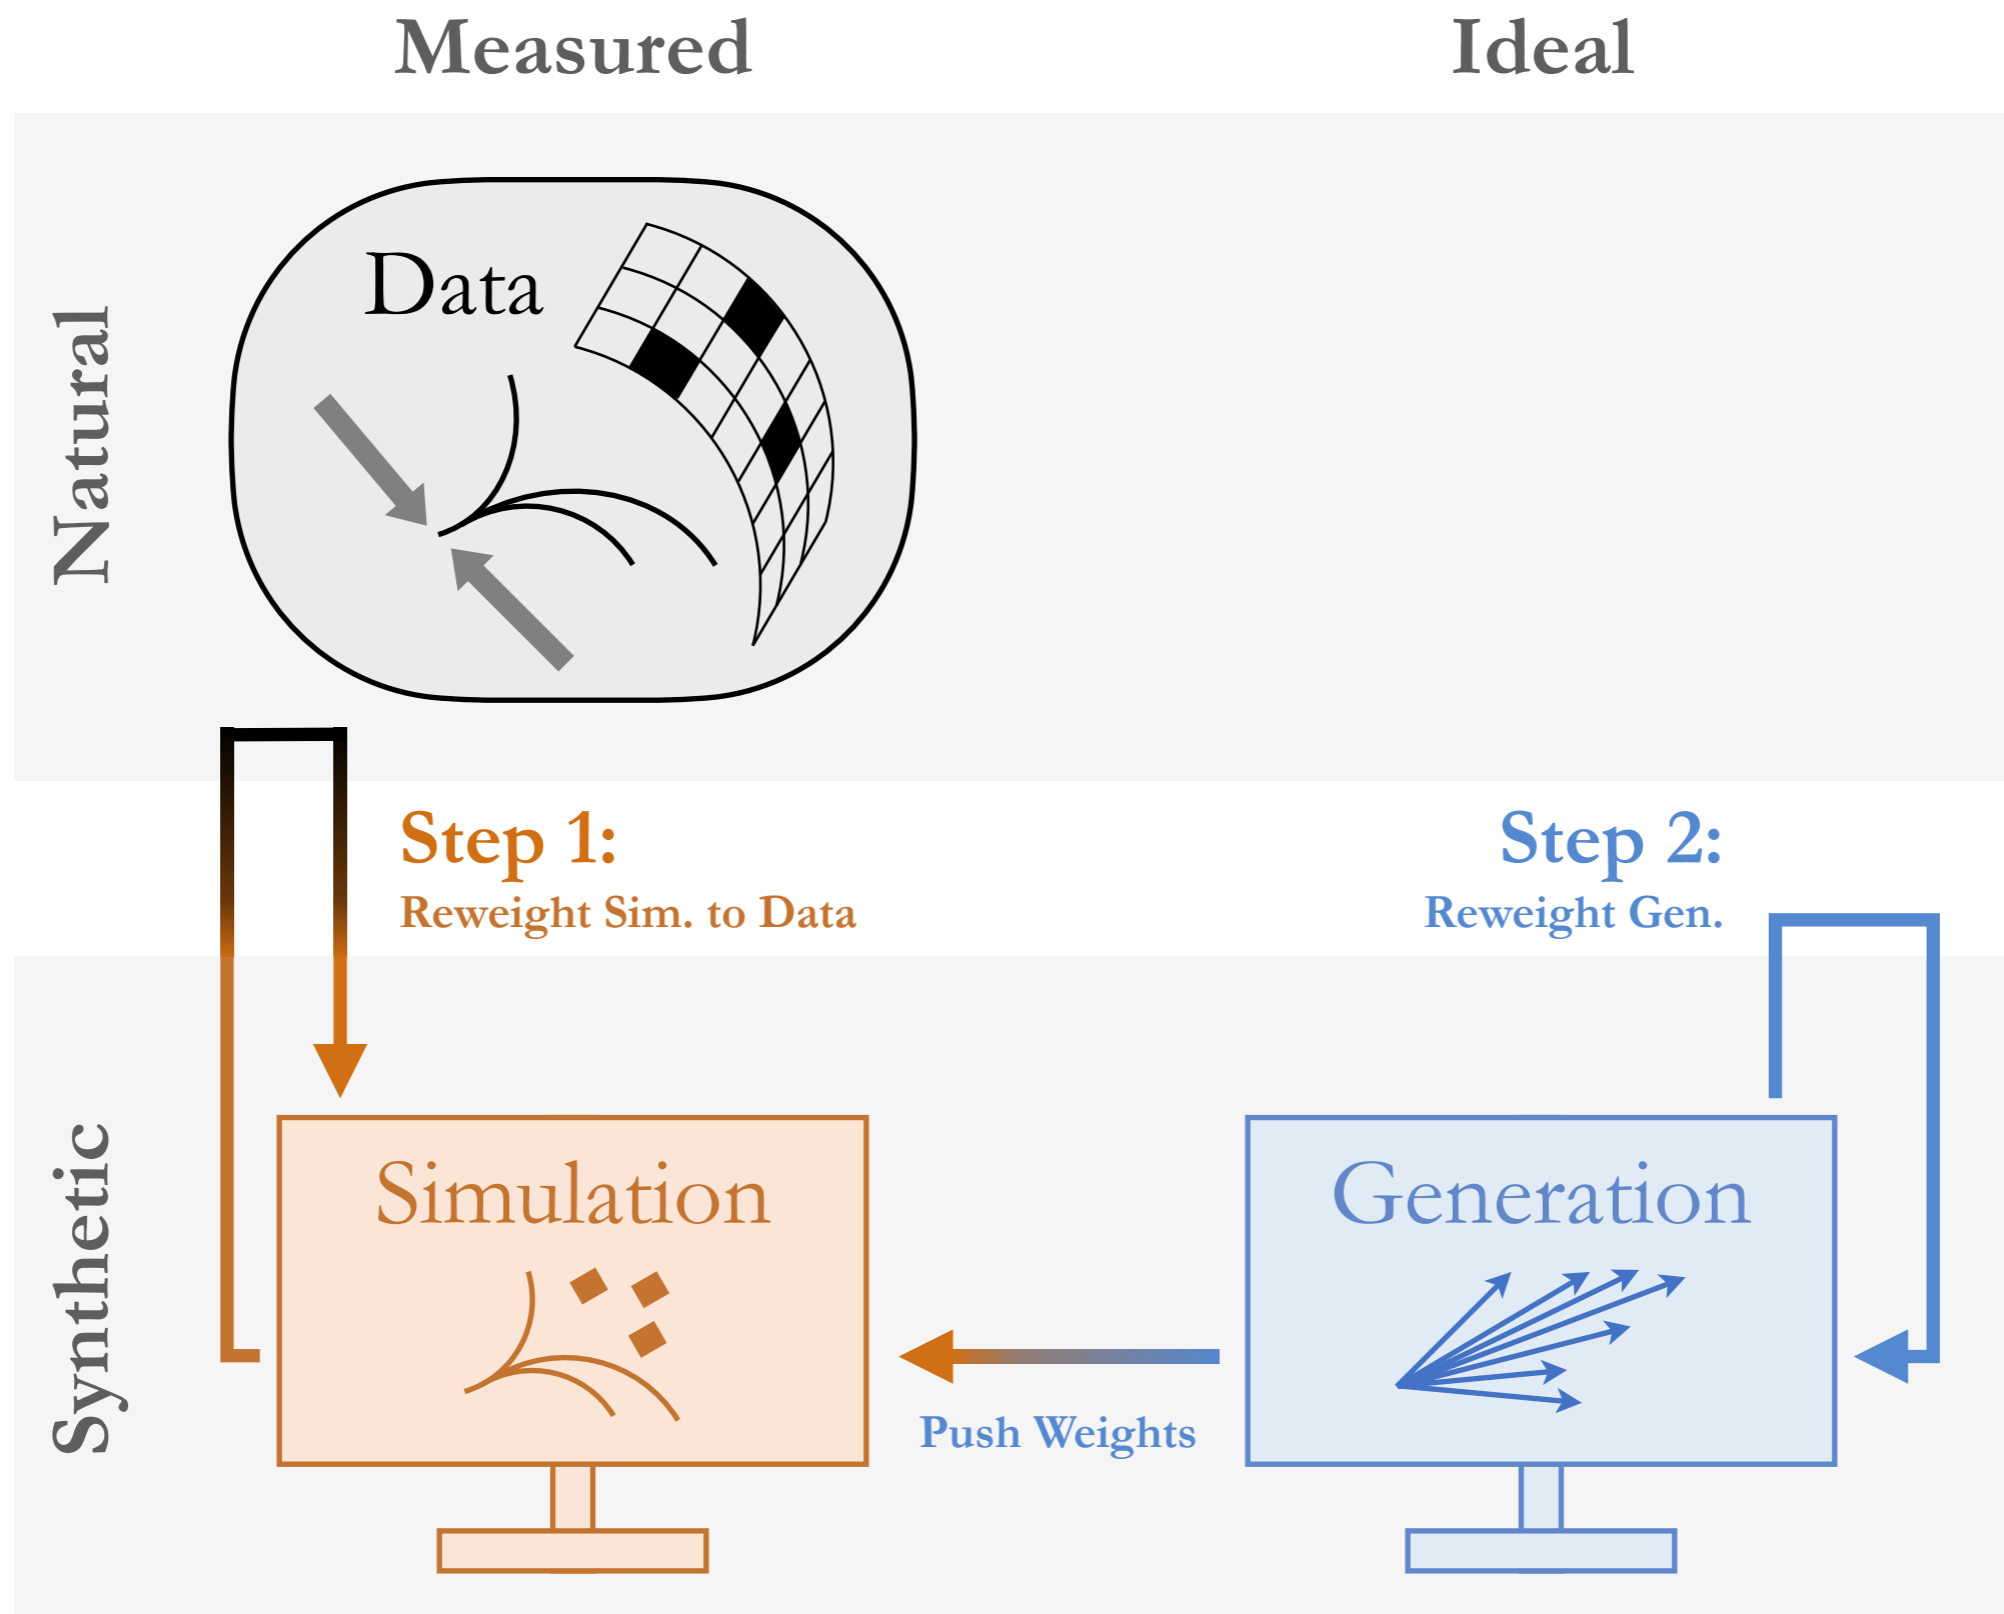 Measured
Ideal
Natural
Data
Step 1:
Reweight Sim. to Data
Step 2:
Reweight Gen.
Synthetic
Simulation
Generation
Push Weights